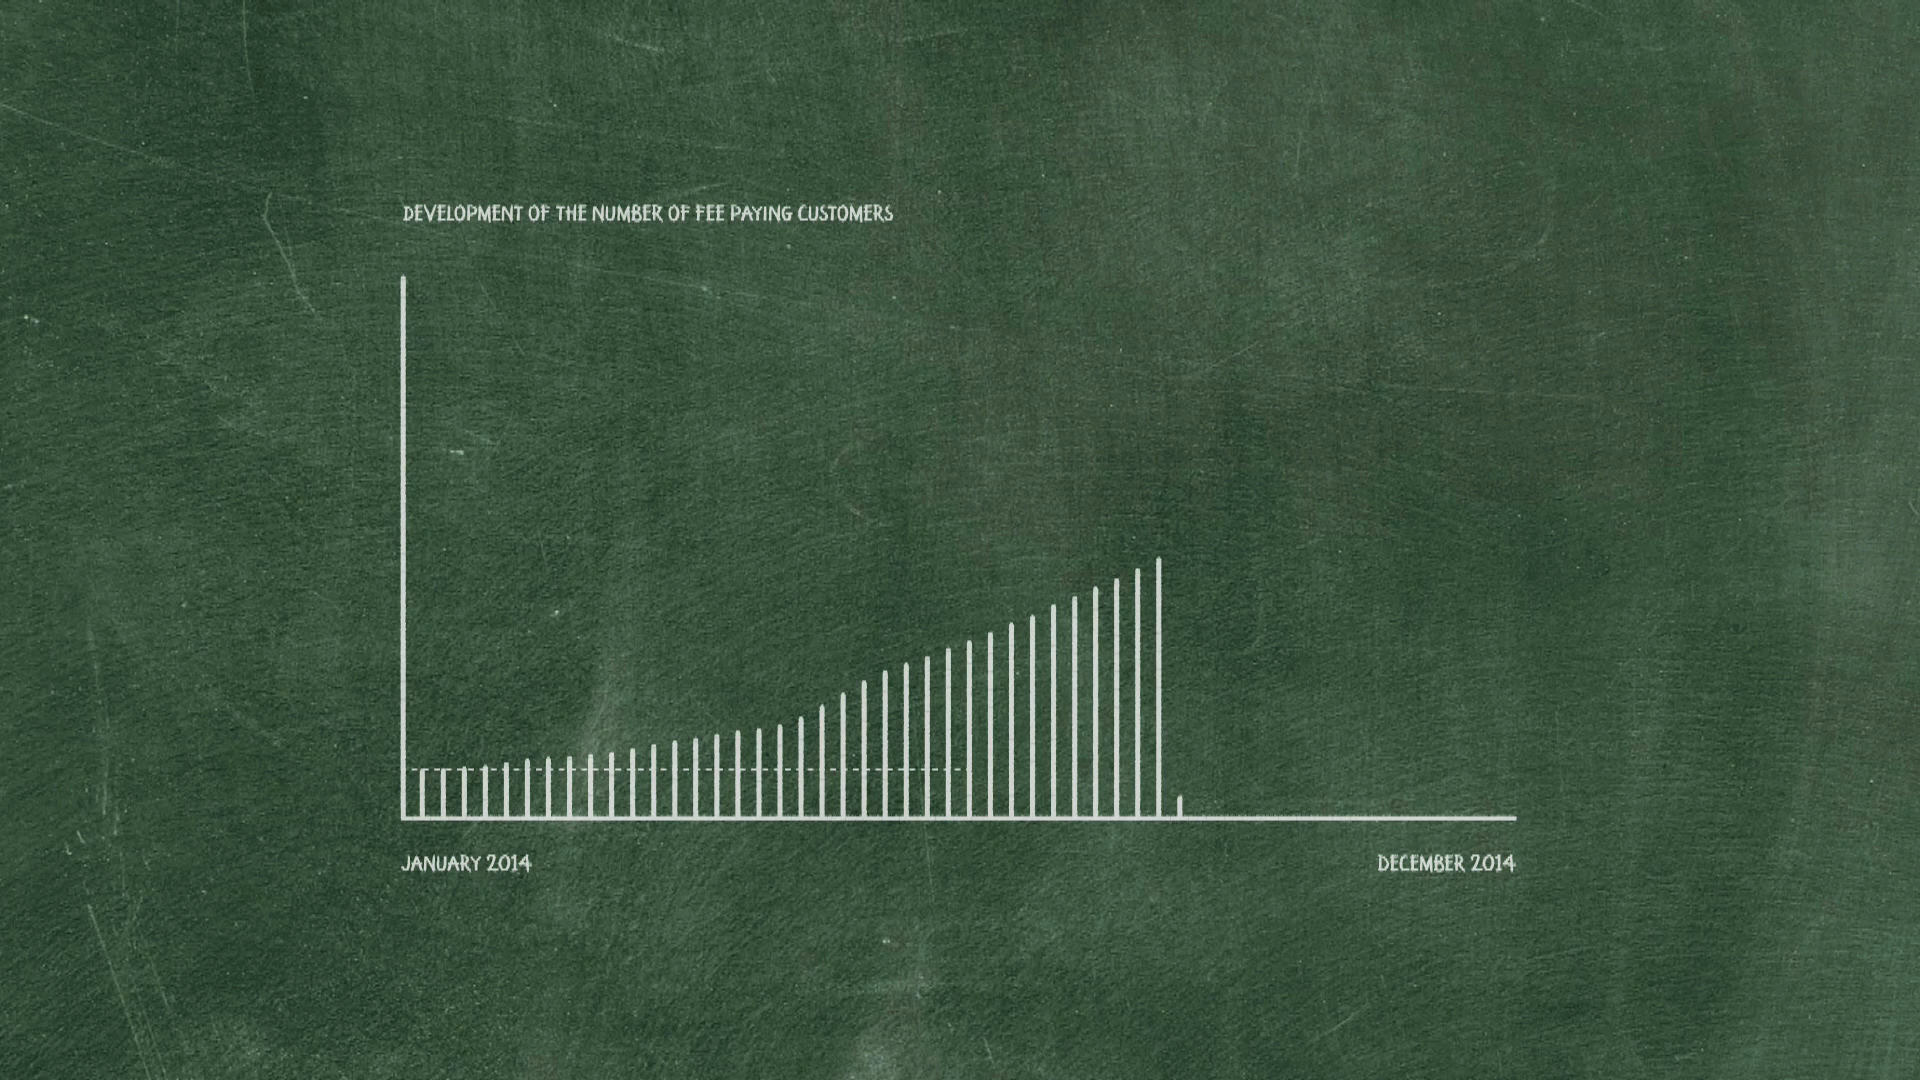 DEVELOPMENT OF THE NUMBER OF FEE PAYING CUSTOMERS
JANUARY 2014
DECEMBER 2014